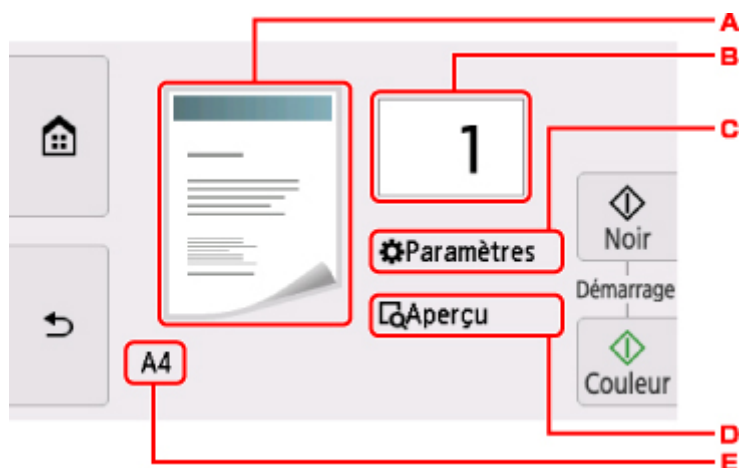 A
B
1
C
Paramètres
Noir
Démarrage
Aperçu
A4
Couleur
D
E